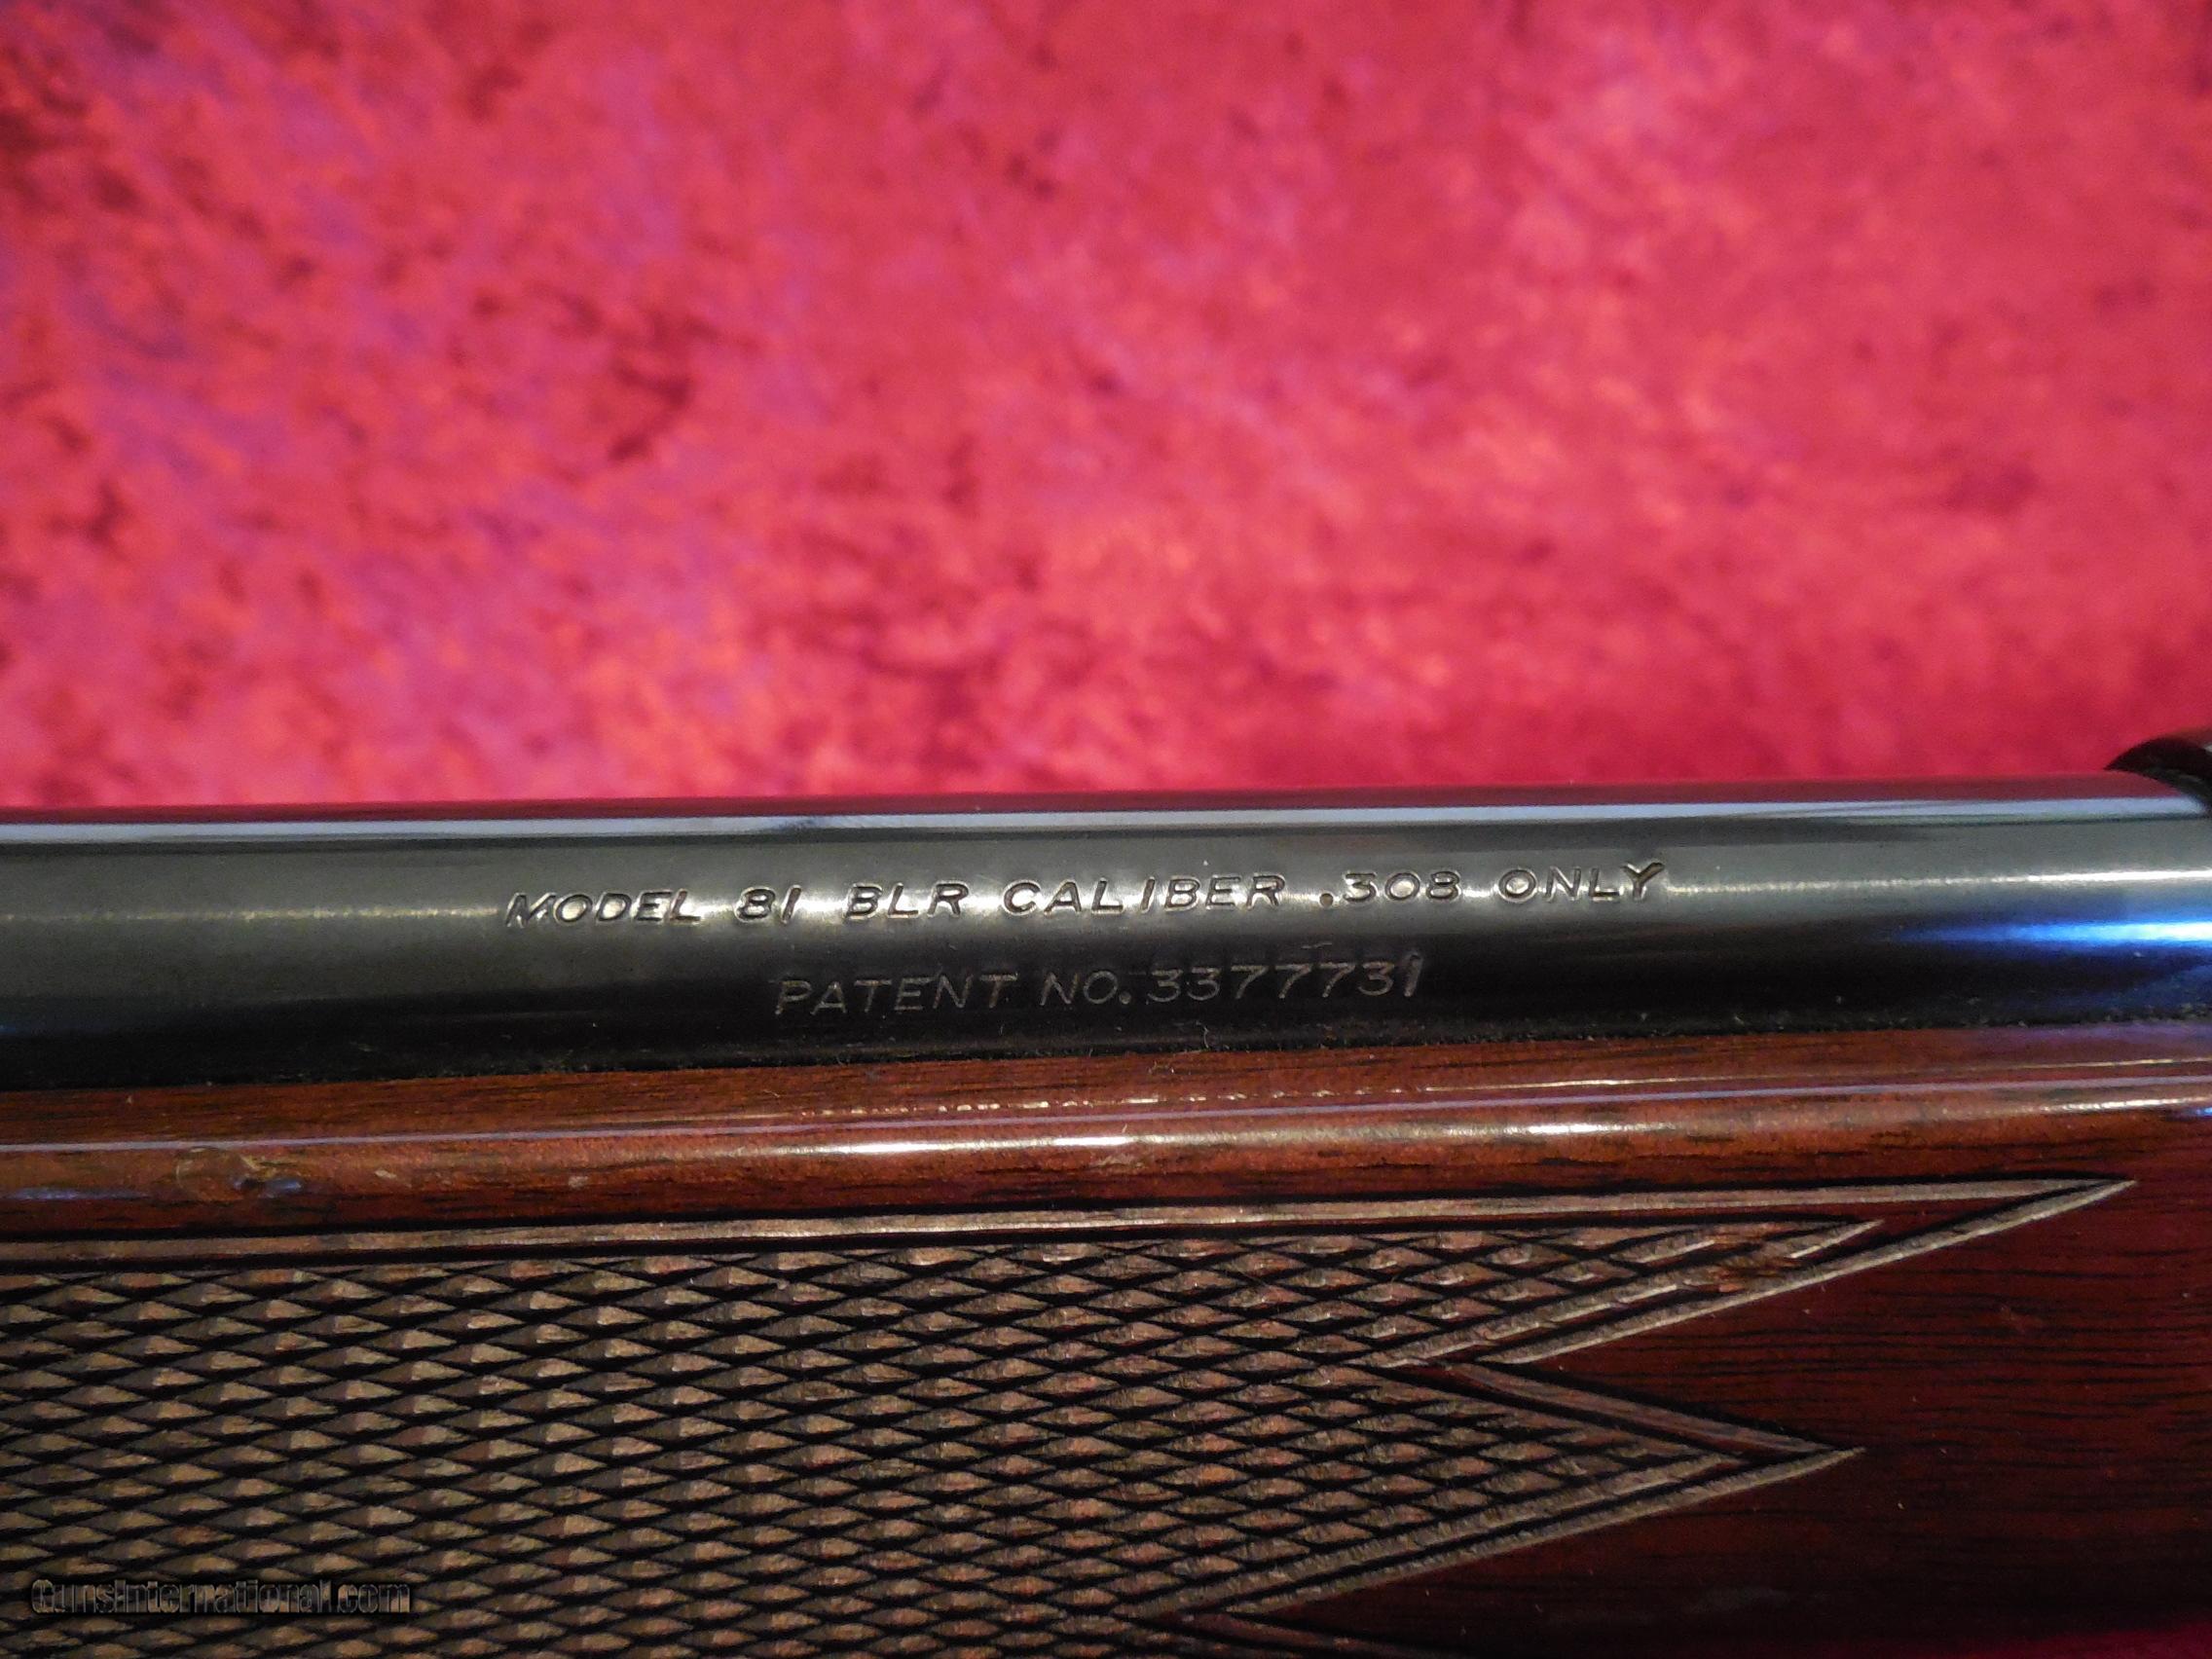 MODEL 81 BLR CALIBER .308 ONLY
PATENT NO. 3377731
GunsInternational.com